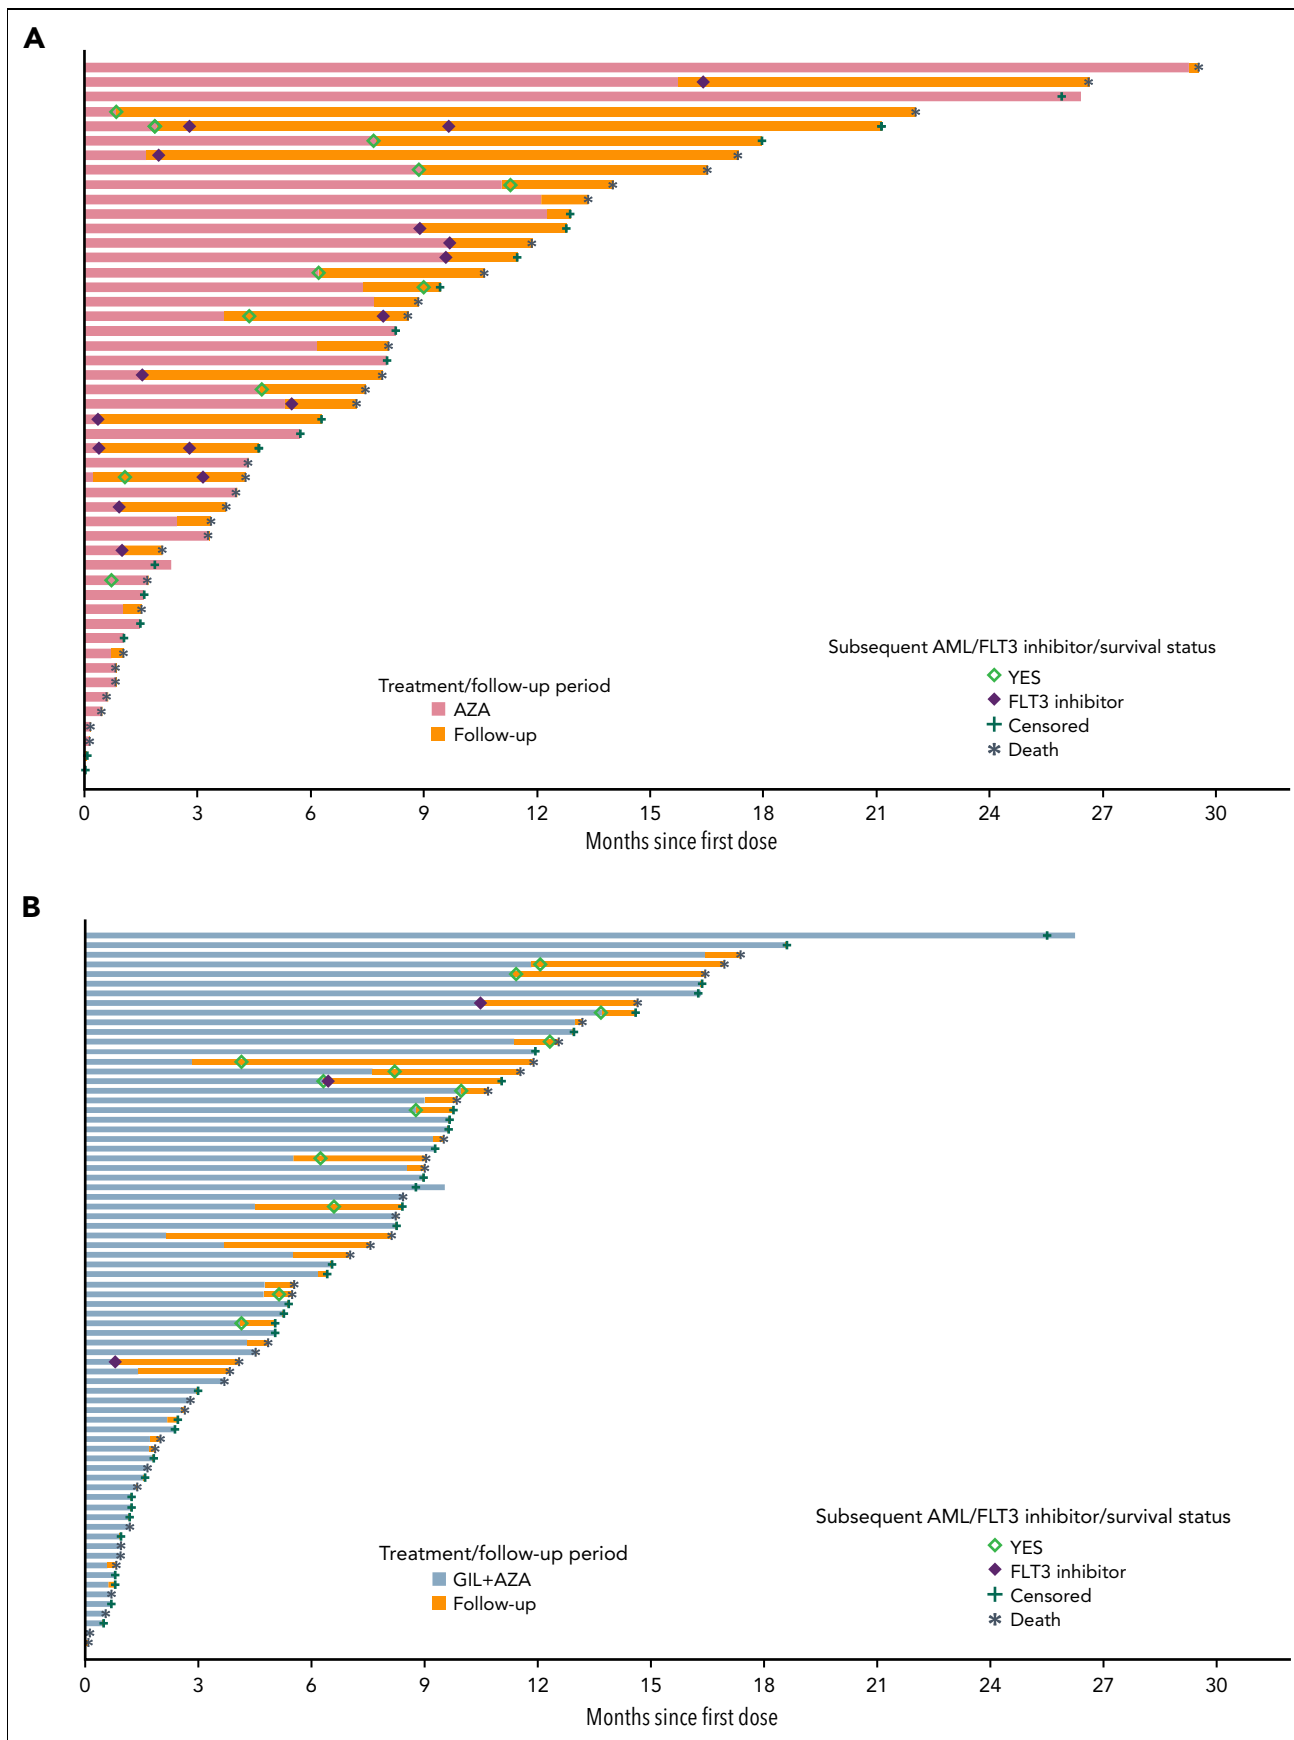 A
Subsequent AML/FLT3 inhibitor/survival status
YES
FLT3 inhibitor
Censored
Death
Treatment/follow-up period
AZA
Follow-up
0 3 6 9 12 15 18 21 24 27 30
Months since first dose
B
Subsequent AML/FLT3 inhibitor/survival status
YES
FLT3 inhibitor
Censored
Death
Treatment/follow-up period
GIL+AZA
Follow-up
0 3 6 9 12 15 18 21 24 27 30
Months since first dose